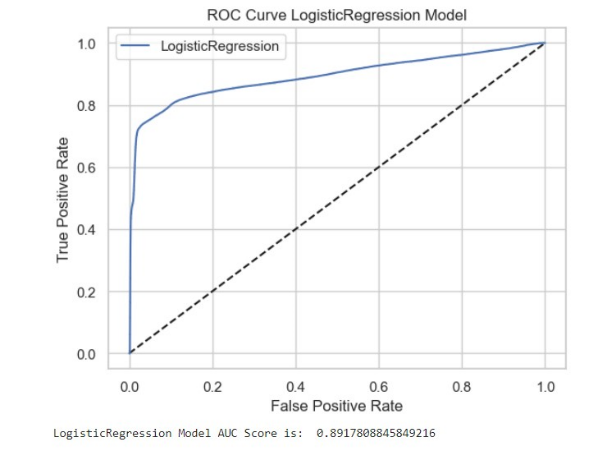 ROC Curve LogisticRegression Model
LogisticRegression
1.0
0.8
0.6
0.4
0.2
0.0
True Positive Rate
0.0 0.2 0.4 0.6 0.8 1.0
False Positive Rate
LogisticRegression Model AUC Score is:  0.8917808845849216